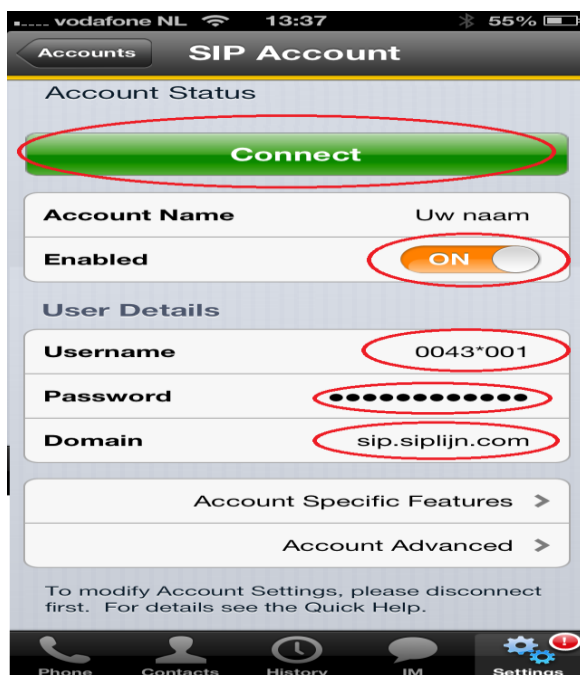 vodafone NL 13:37 55%
Accounts SIP Account
Account Status
Connect
Account Name Uw naam
Enabled ON
User Details
Username 0043*001
Password ●●●●●●●●●●●●
Domain sip.siplijn.com
Account Specific Features >
Account Advanced >
To modify Account Settings, please disconnect
first. For details see the Quick Help.
Phone Contacts History IM Settings !